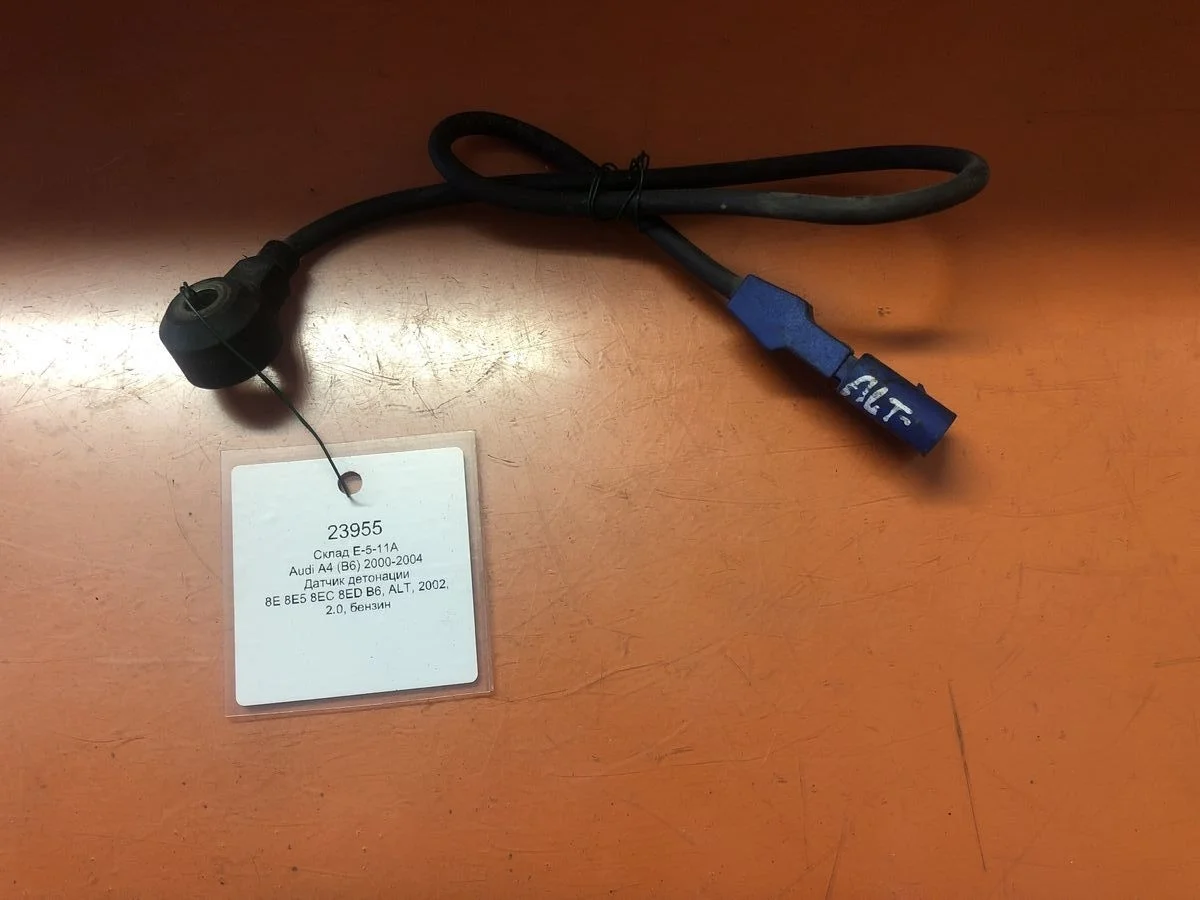 ALT
23955
Склад E-5-11A
Audi A4 (B6) 2000-2004
Датчик детонации
8E 8E5 8EC 8ED B6, ALT, 2002,
2.0, бензин